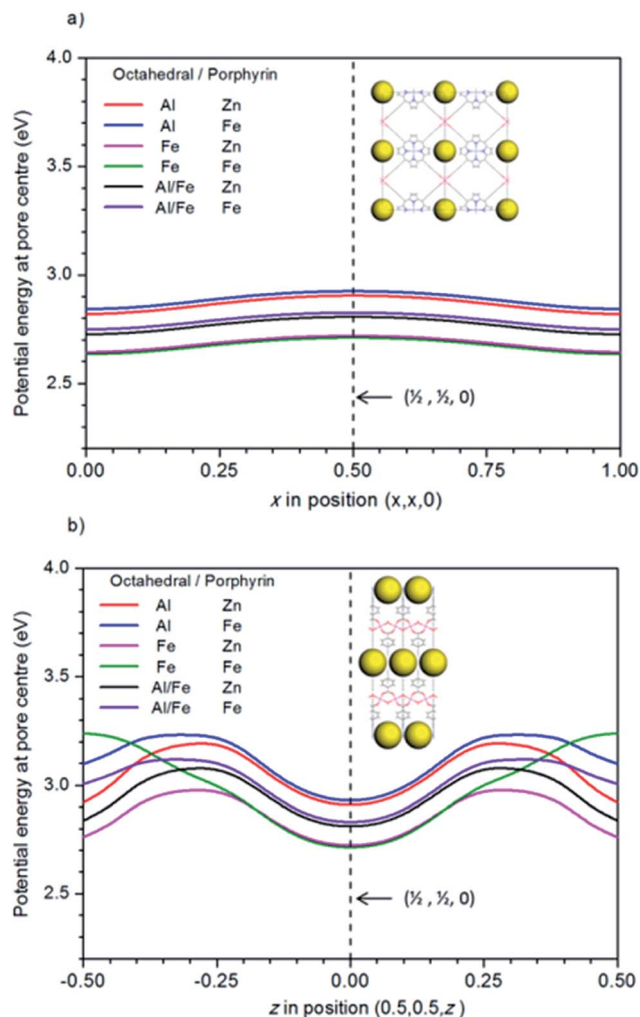 a)
Potential energy at pore centre (eV)
4.0
3.5
3.0
2.5
Octahedral / Porphyrin
Al Zn
Al Fe
Fe Zn
Fe Fe
Al/Fe Zn
Al/Fe Fe
(½ , ½, 0)
0.00 0.25 0.50 0.75 1.00
x in position (x,x,0)
b)
Potential energy at pore centre (eV)
4.0
3.5
3.0
2.5
Octahedral / Porphyrin
Al Zn
Al Fe
Fe Zn
Fe Fe
Al/Fe Zn
Al/Fe Fe
(½ , ½, 0)
-0.50 -0.25 0.00 0.25 0.50
z in position (0.5,0.5,z)